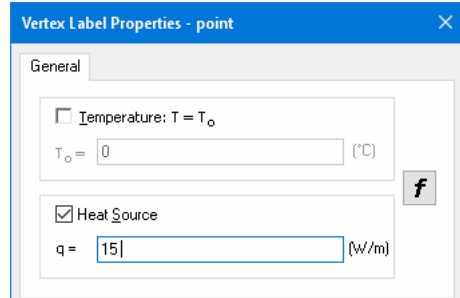 Vertex Label Properties - point
General
Temperature: T = To
To = 0 (°C)
f
Heat Source
q = 15 (W/m)